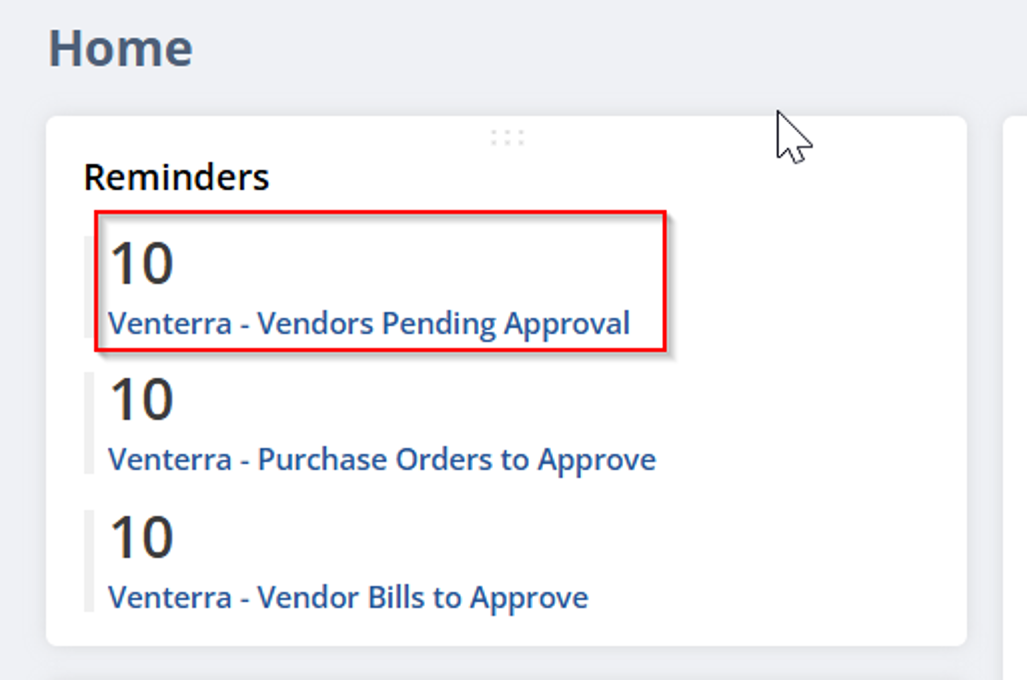 Home
Reminders
10
Venterra - Vendors Pending Approval
10
Venterra - Purchase Orders to Approve
10
Venterra - Vendor Bills to Approve